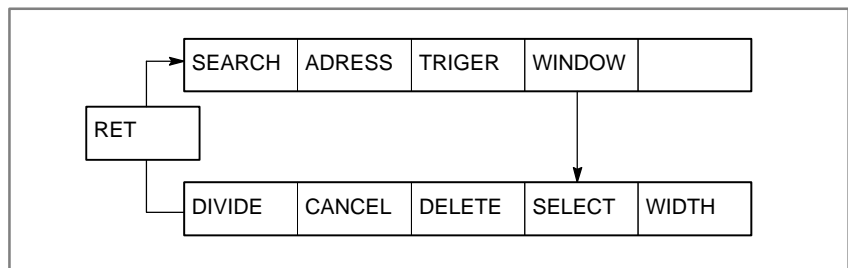 SEARCH ADRESS TRIGER WINDOW
RET
DIVIDE CANCEL DELETE SELECT WIDTH